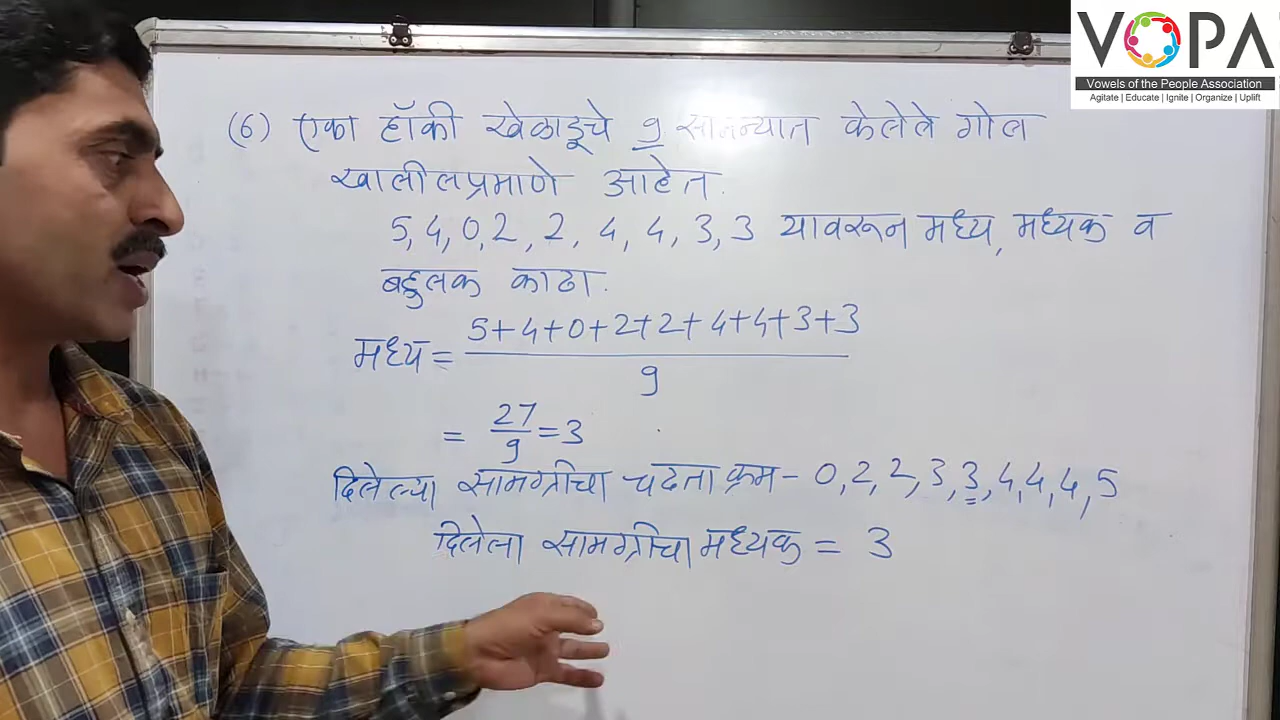 VOPA
Vowels of the People Association
Agitate | Educate | Ignite | Organize | Uplift
(6) एका हॉकी खेळाडूचे 9 सामन्यात केलेले गोल
खालीलप्रमाणे आहेत.
5, 4, 0, 2, 2, 4, 4, 3, 3 यावरून मध्य, मध्यक व
बहुलक काढा.
मध्य = 5+4+0+2+2+4+4+3+3 / 9
= 27/9 = 3
दिलेल्या सामग्रीचा चढता क्रम - 0, 2, 2, 3, 3, 4, 4, 4, 5
दिलेला सामग्रीचा मध्यक = 3